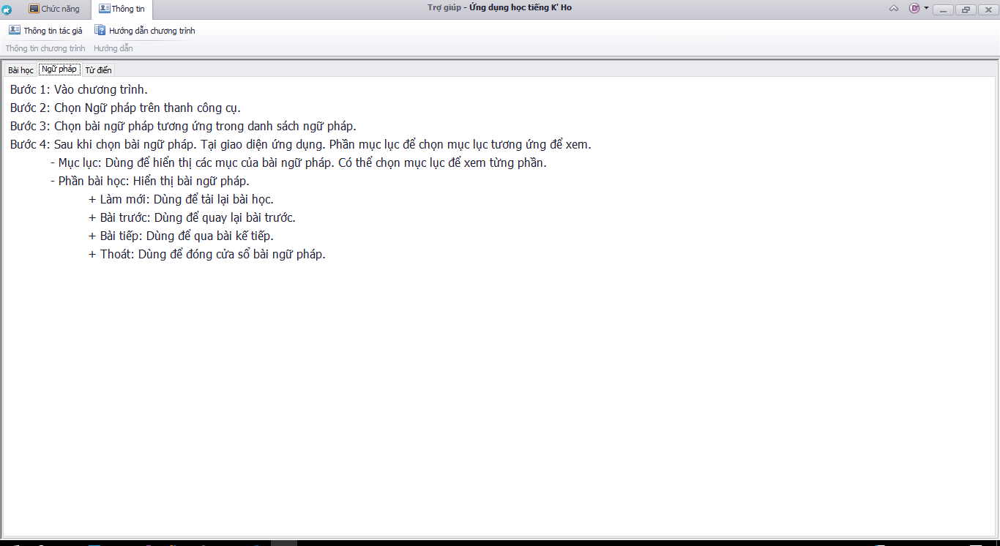 Chức năng
Thông tin
Trợ giúp - Ứng dụng học tiếng K' Ho
Thông tin tác giả
Hướng dẫn chương trình
Thông tin chương trình
Hướng dẫn
Bài học
Ngữ pháp
Từ điển
Bước 1: Vào chương trình.
Bước 2: Chọn Ngữ pháp trên thanh công cụ.
Bước 3: Chọn bài ngữ pháp tương ứng trong danh sách ngữ pháp.
Bước 4: Sau khi chọn bài ngữ pháp. Tại giao diện ứng dụng. Phần mục lục để chọn mục lục tương ứng để xem.
- Mục lục: Dùng để hiển thị các mục của bài ngữ pháp. Có thể chọn mục lục để xem từng phần.
- Phần bài học: Hiển thị bài ngữ pháp.
+ Làm mới: Dùng để tải lại bài học.
+ Bài trước: Dùng để quay lại bài trước.
+ Bài tiếp: Dùng để qua bài kế tiếp.
+ Thoát: Dùng để đóng cửa sổ bài ngữ pháp.